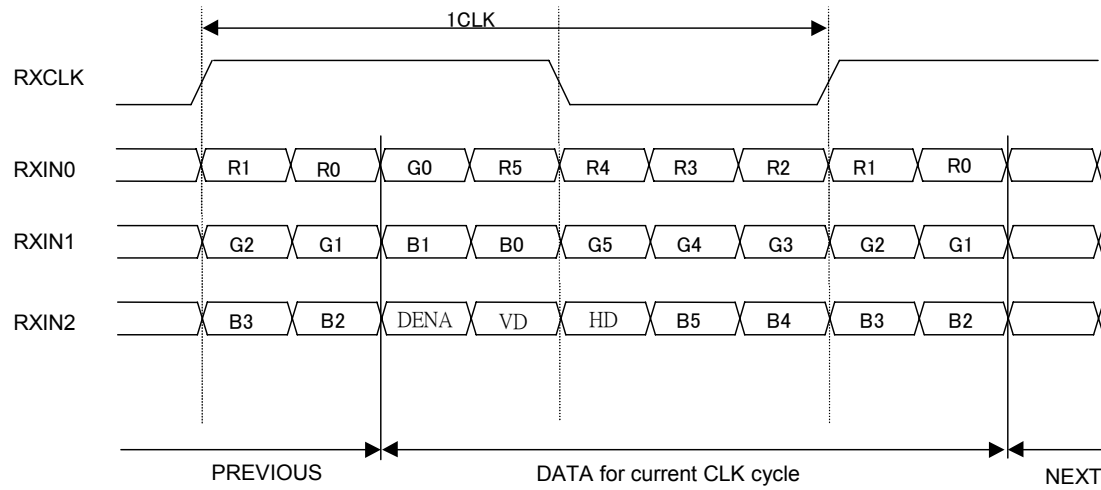 1CLK
RXCLK
RXIN0 R1 R0 G0 R5 R4 R3 R2 R1 R0
RXIN1 G2 G1 B1 B0 G5 G4 G3 G2 G1
RXIN2 B3 B2 DENA VD HD B5 B4 B3 B2
PREVIOUS DATA for current CLK cycle NEXT